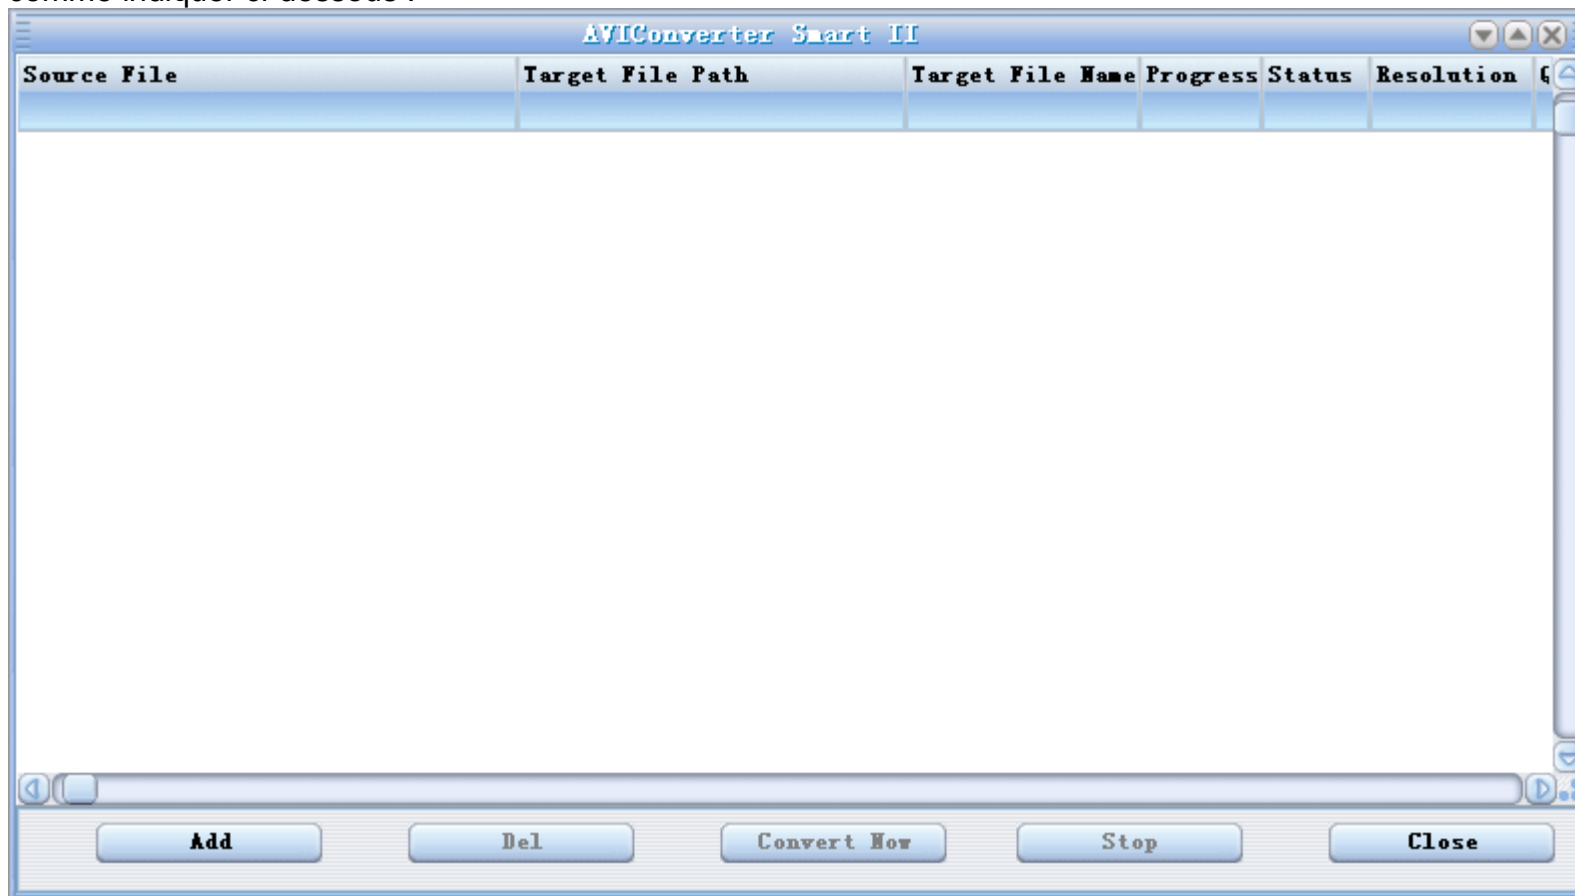 AVIConverter Smart II
Source File Target File Path Target File Name Progress Status Resolution
Add Del Convert Now Stop Close